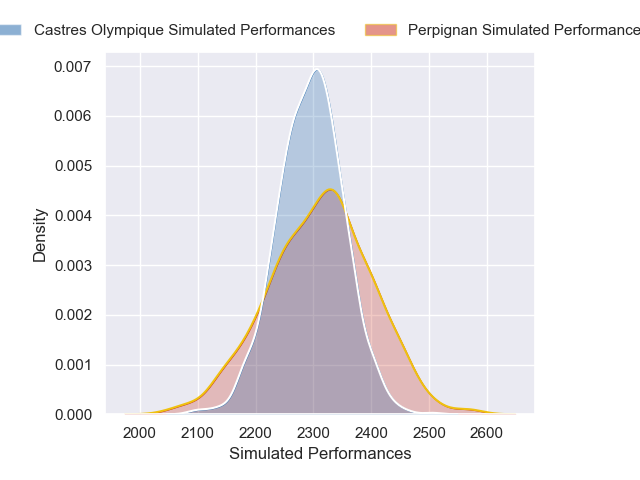 Castres Olympique Simulated Performances Perpignan Simulated Performance
0.007
0.006
0.005
0.004
0.003
0.002
0.001
0.000
Density
2000 2100 2200 2300 2400 2500 2600
Simulated Performances